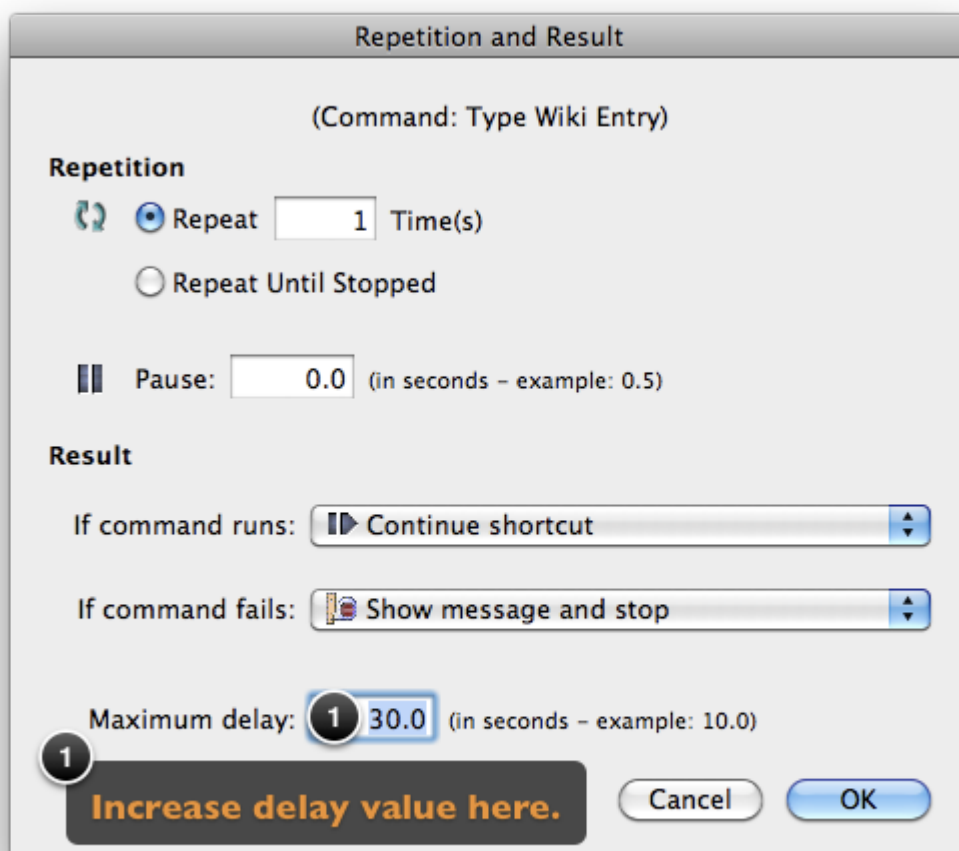 Repetition and Result
(Command: Type Wiki Entry)
Repetition
Repeat 1 Time(s)
Repeat Until Stopped
Pause: 0.0 (in seconds – example: 0.5)
Result
If command runs: Continue shortcut
If command fails: Show message and stop
Maximum delay: 1 30.0 (in seconds – example: 10.0)
1
Increase delay value here.
Cancel OK